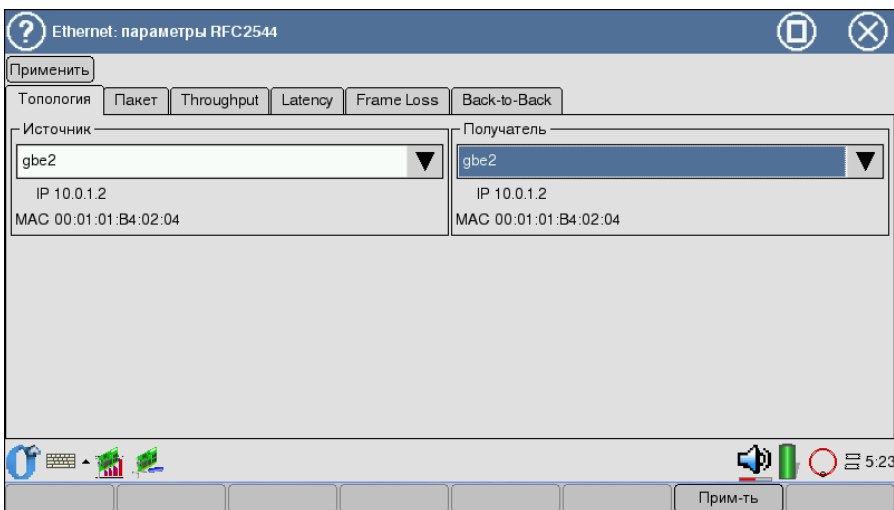 Ethernet: параметры RFC2544
Применить
Топология Пакет Throughput Latency Frame Loss Back-to-Back
Источник
gbe2
IP 10.0.1.2
MAC 00:01:01:B4:02:04
Получатель
gbe2
IP 10.0.1.2
MAC 00:01:01:B4:02:04
5:23
Прим-ть